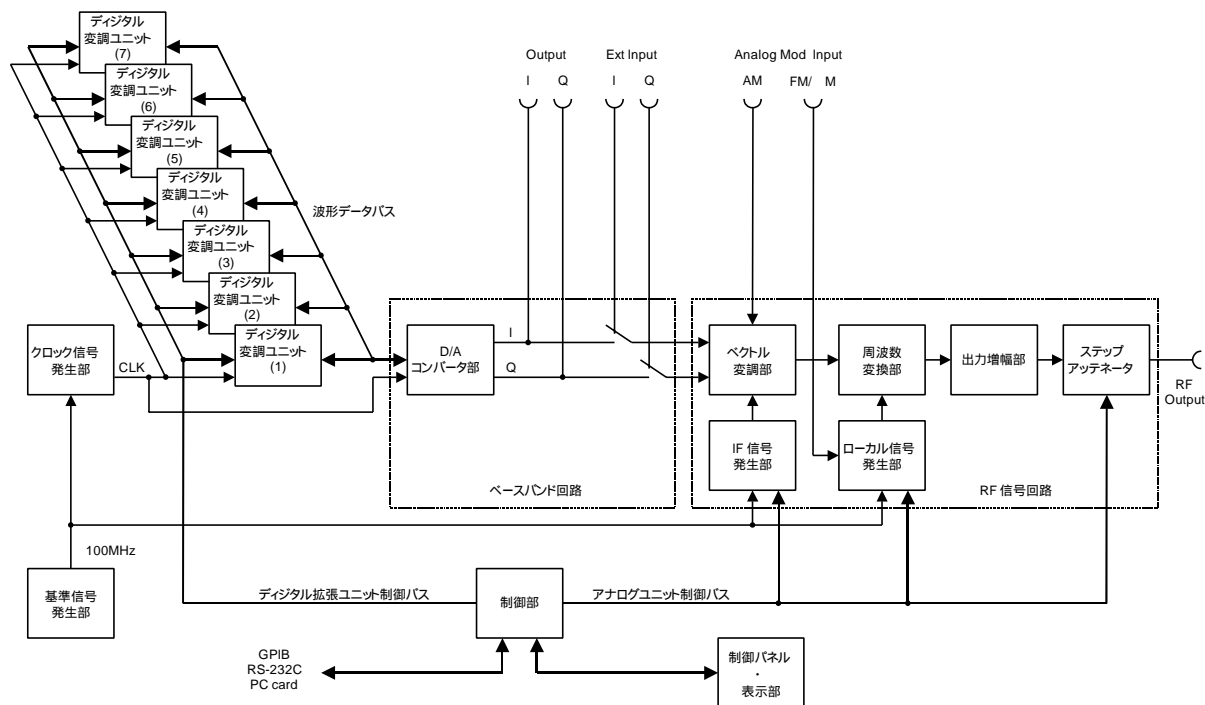 ディジタル
変調ユニット
(7)
ディジタル
変調ユニット
(6)
ディジタル
変調ユニット
(5)
ディジタル
変調ユニット
(4)
ディジタル
変調ユニット
(3)
ディジタル
変調ユニット
(2)
ディジタル
変調ユニット
(1)
波形データバス
Output
I Q
Ext Input
I Q
Analog Mod Input
AM FM/ M
クロック信号
発生部
CLK
D/A
コンバータ部
I
Q
ベースバンド回路
ベクトル
変調部
周波数
変換部
出力増幅部
ステップ
アッテネータ
RF
Output
IF 信号
発生部
ローカル信号
発生部
RF 信号回路
100MHz
基準信号
発生部
ディジタル拡張ユニット制御バス
制御部
アナログユニット制御バス
GPIB
RS-232C
PC card
制御パネル
・
表示部